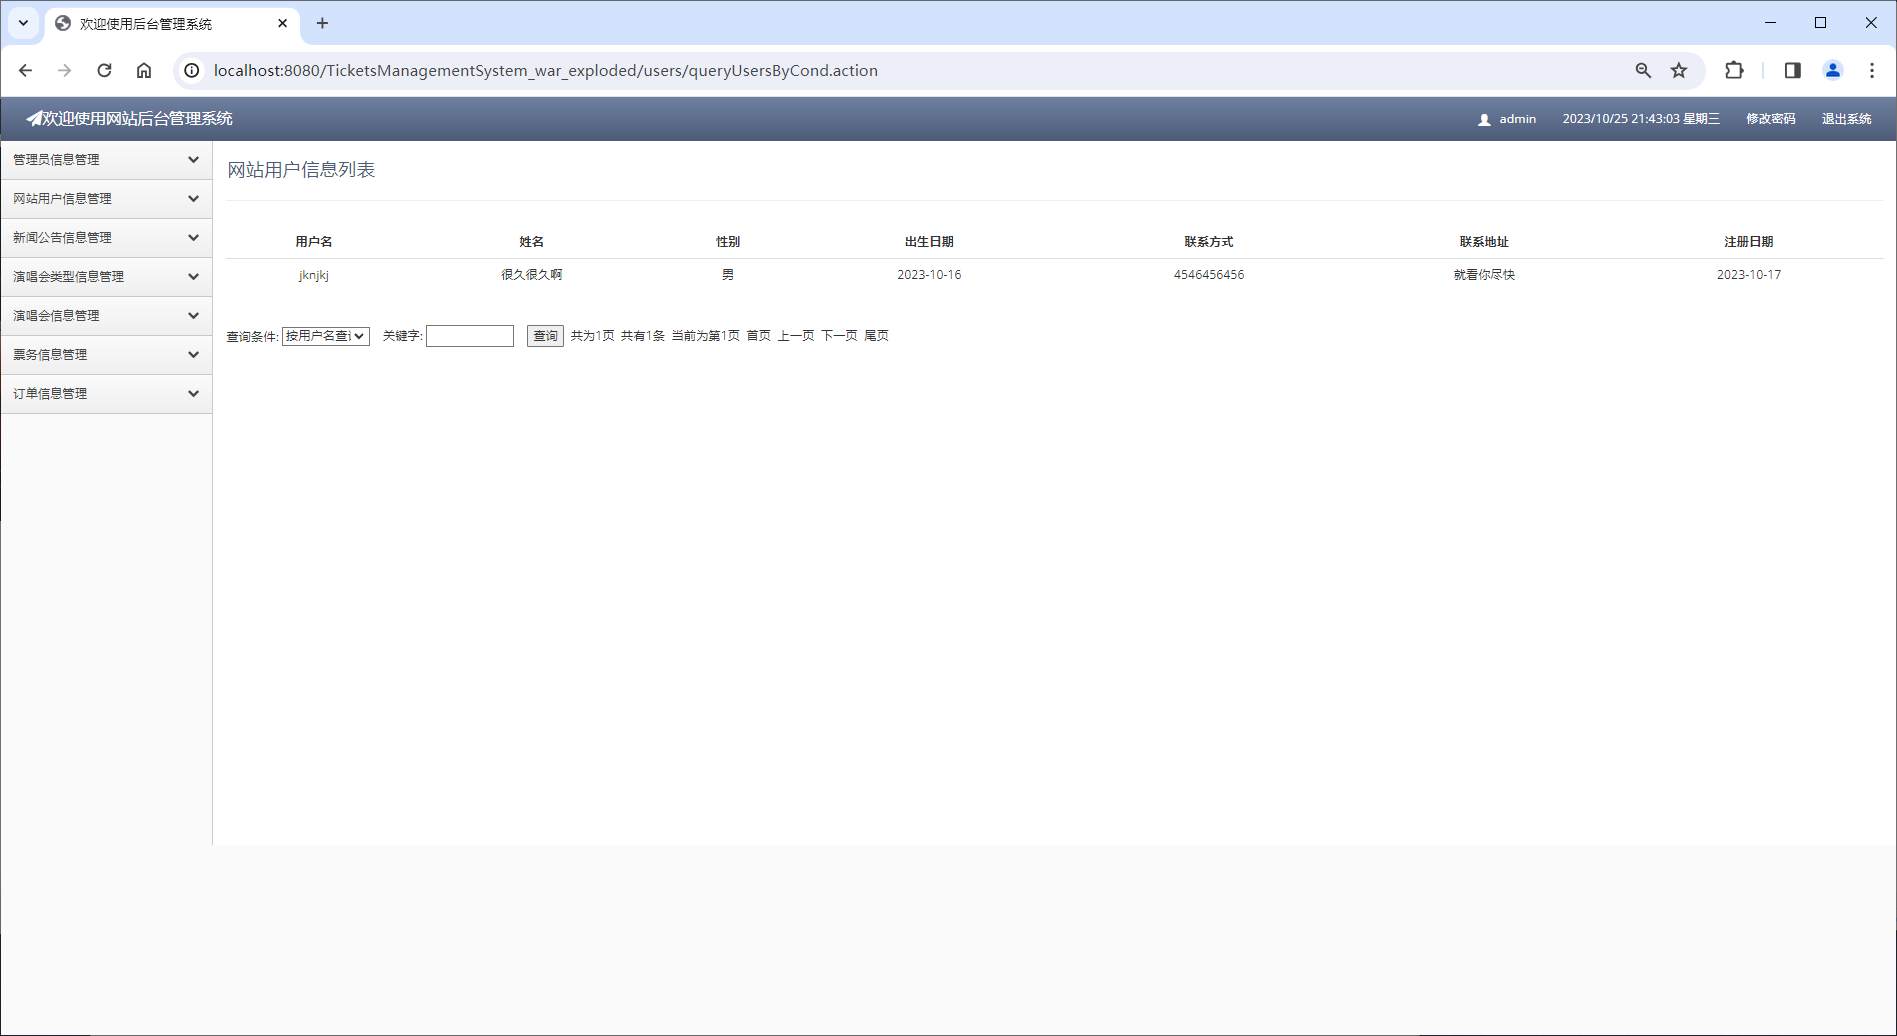 欢迎使用后台管理系统
localhost:8080/TicketsManagementSystem_war_exploded/users/queryUsersByCond.action
欢迎使用网站后台管理系统 admin 2023/10/25 21:43:03 星期三 修改密码 退出系统
管理员信息管理
网站用户信息管理
新闻公告信息管理
演唱会类型信息管理
演唱会信息管理
票务信息管理
订单信息管理
网站用户信息列表
用户名 姓名 性别 出生日期 联系方式 联系地址 注册日期
jknjkj 很久很久啊 男 2023-10-16 4546456456 就看你尽快 2023-10-17
查询条件: 按用户名查 关键字: 查询 共为1页 共有1条 当前为第1页 首页 上一页 下一页 尾页